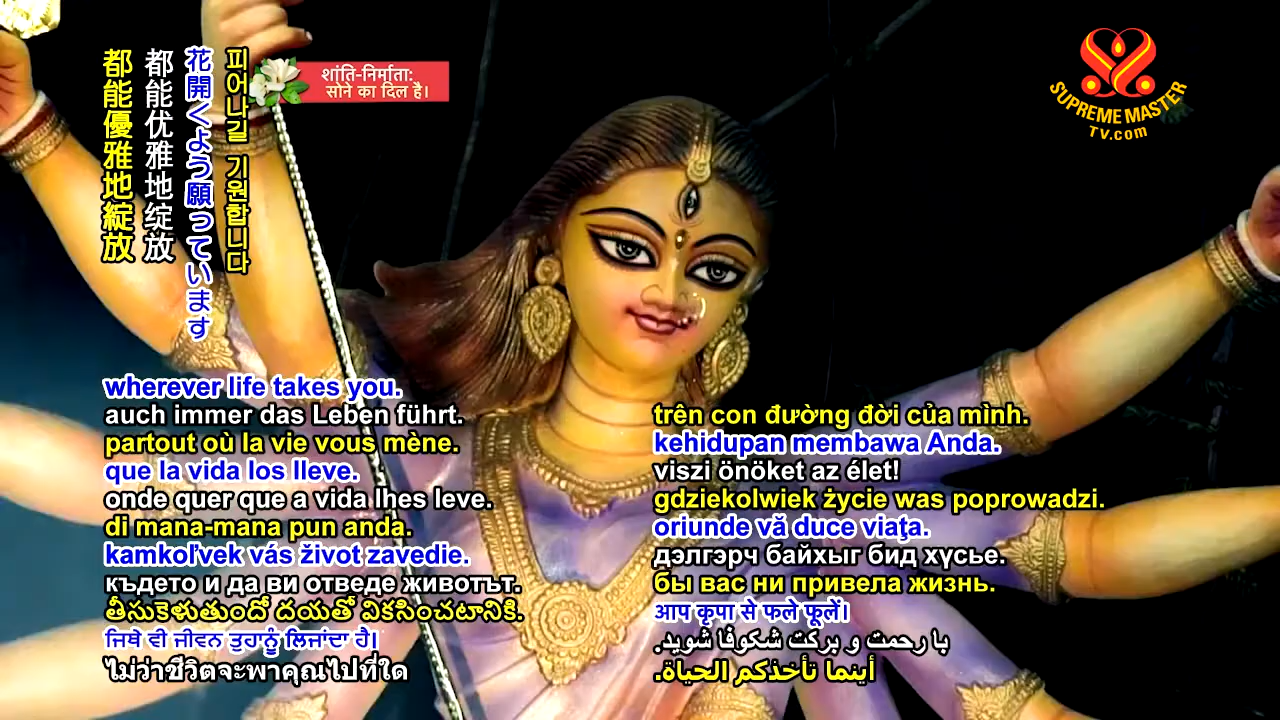 都能優雅地綻放
都能优雅地绽放
花開くよう願っています
피어나길 기원합니다
शांति-निर्माता:
सोने का दिल है।
SUPREME MASTER
TV.com
wherever life takes you.
auch immer das Leben führt.
partout où la vie vous mène.
que la vida los lleve.
onde quer que a vida lhes leve.
di mana-mana pun anda.
kamkoľvek vás život zavedie.
където и да ви отведе животът.
తీసుకెళుతుందో దయతో వికసించటానికి.
ਜਿਥੇ ਵੀ ਜੀਵਨ ਤੁਹਾਨੂੰ ਲਿਜਾਂਦਾ ਹੈ।
ไม่ว่าชีวิตจะพาคุณไปที่ใด
trên con đường đời của mình.
kehidupan membawa Anda.
viszi önöket az élet!
gdziekolwiek życie was poprowadzi.
oriunde vă duce viaţa.
дэлгэрч байхыг бид хүсье.
бы вас ни привела жизнь.
आप कृपा से फले फूलें।
با رحمت و برکت شکوفا شوید.
أينما تأخذكم الحياة.